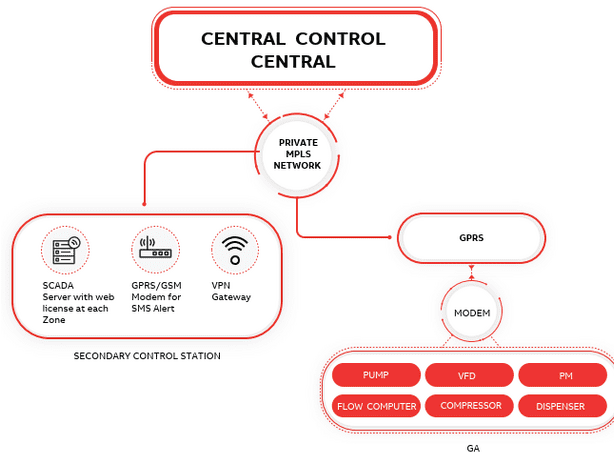 CENTRAL CONTROL
CENTRAL
PRIVATE
MPLS
NETWORK
GPRS
SCADA
Server with web
license at each
Zone
GPRS/GSM
Modem for
SMS Alert
VPN
Gateway
MODEM
SECONDARY CONTROL STATION
PUMP
VFD
PM
FLOW COMPUTER
COMPRESSOR
DISPENSER
GA